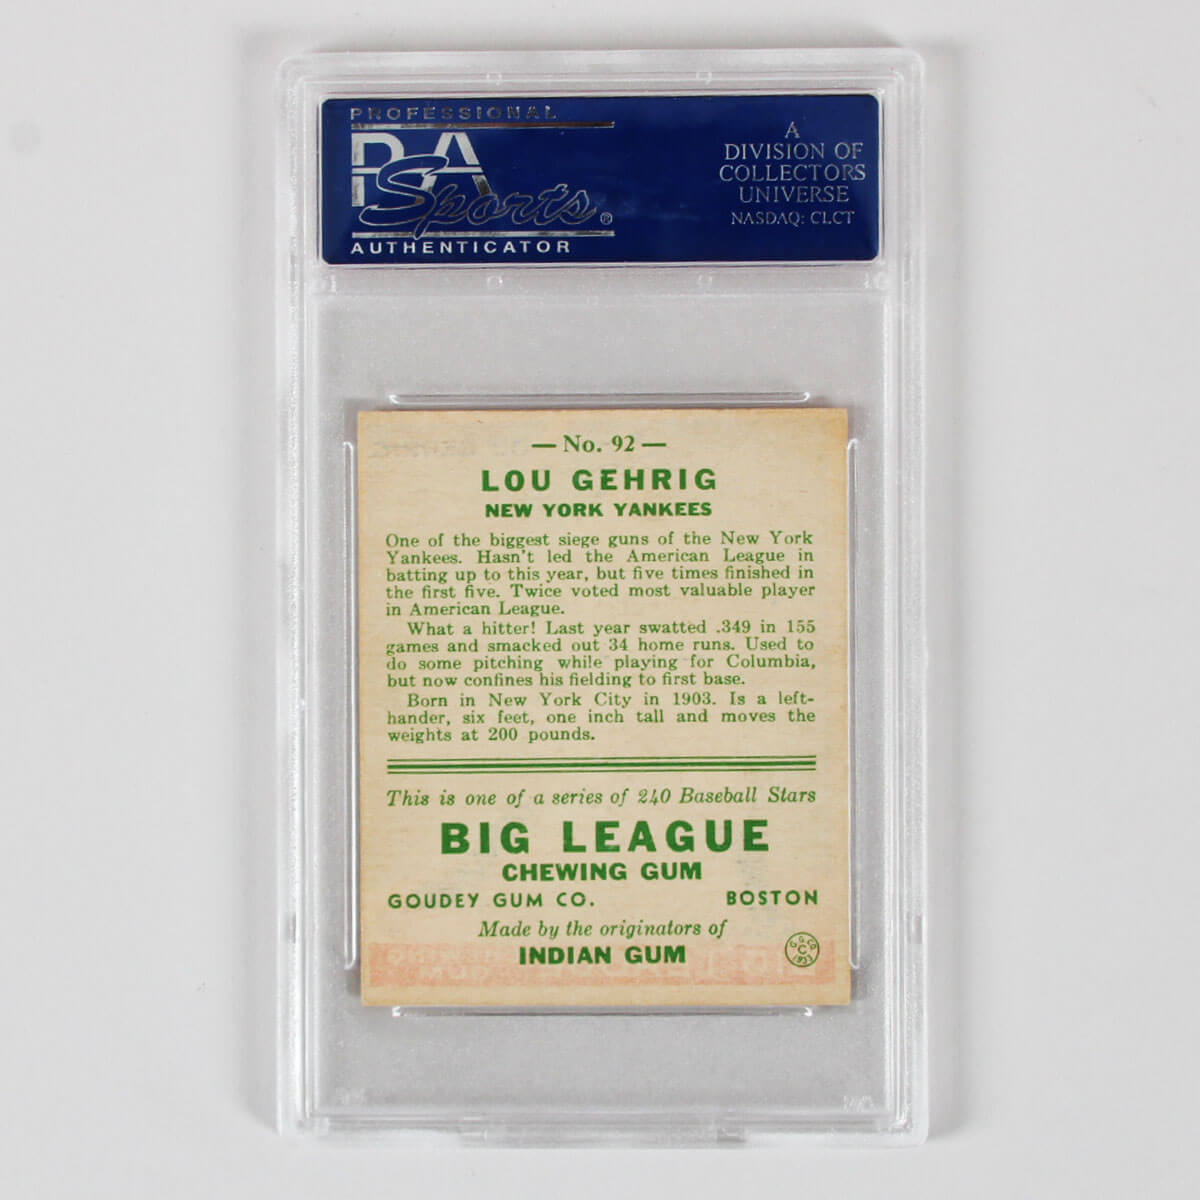 PROFESSIONAL
PSA
Sports®
AUTHENTICATOR
A
DIVISION OF
COLLECTORS
UNIVERSE
NASDAQ: CLCT
— No. 92 —
LOU GEHRIG
NEW YORK YANKEES
One of the biggest siege guns of the New York
Yankees. Hasn't led the American League in
batting up to this year, but five times finished in
the first five. Twice voted most valuable player
in American League.
What a hitter! Last year swatted .349 in 155
games and smacked out 34 home runs. Used to
do some pitching while playing for Columbia,
but now confines his fielding to first base.
Born in New York City in 1903. Is a left-
hander, six feet, one inch tall and moves the
weights at 200 pounds.
This is one of a series of 240 Baseball Stars
BIG LEAGUE
CHEWING GUM
GOUDEY GUM CO. BOSTON
Made by the originators of
INDIAN GUM
G. G. CO.
C
1933